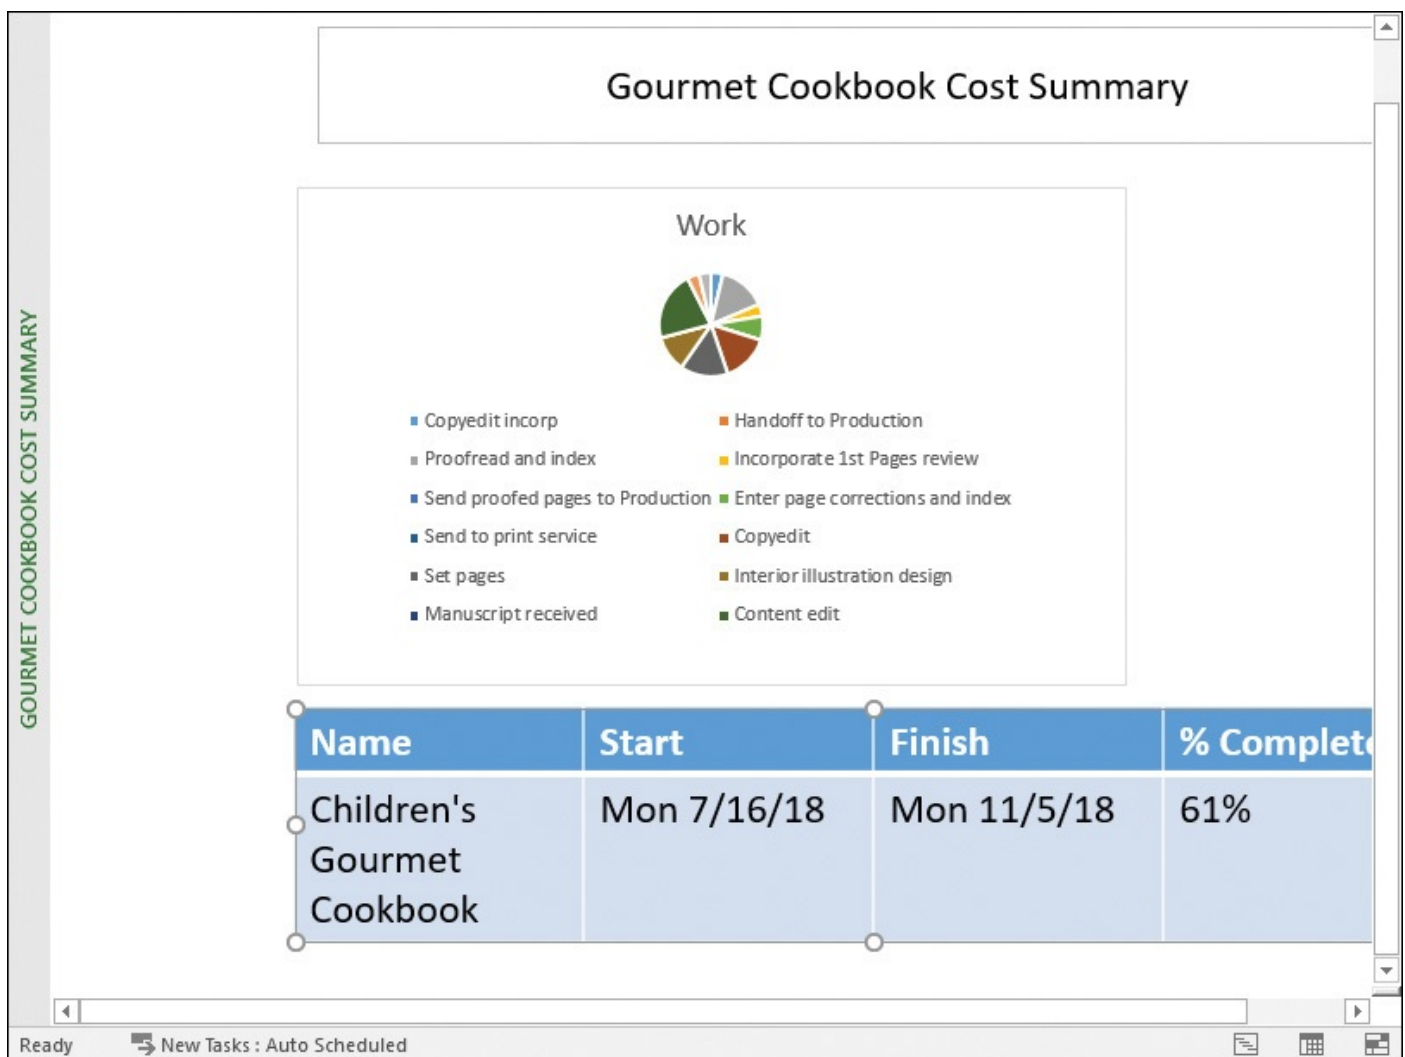 GOURMET COOKBOOK COST SUMMARY
Gourmet Cookbook Cost Summary
Work
Copyedit incorp
Handoff to Production
Proofread and index
Incorporate 1st Pages review
Send proofed pages to Production
Enter page corrections and index
Send to print service
Copyedit
Set pages
Interior illustration design
Manuscript received
Content edit
Name Start Finish % Complete
Children's Mon 7/16/18 Mon 11/5/18 61%
Gourmet
Cookbook
Ready New Tasks : Auto Scheduled